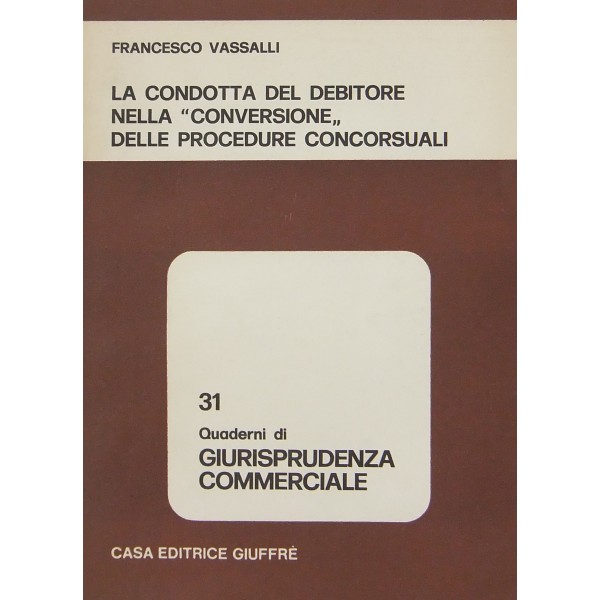 FRANCESCO VASSALLI
LA CONDOTTA DEL DEBITORE
NELLA “CONVERSIONE„
DELLE PROCEDURE CONCORSUALI
31
Quaderni di
GIURISPRUDENZA
COMMERCIALE
CASA EDITRICE GIUFFRÈ